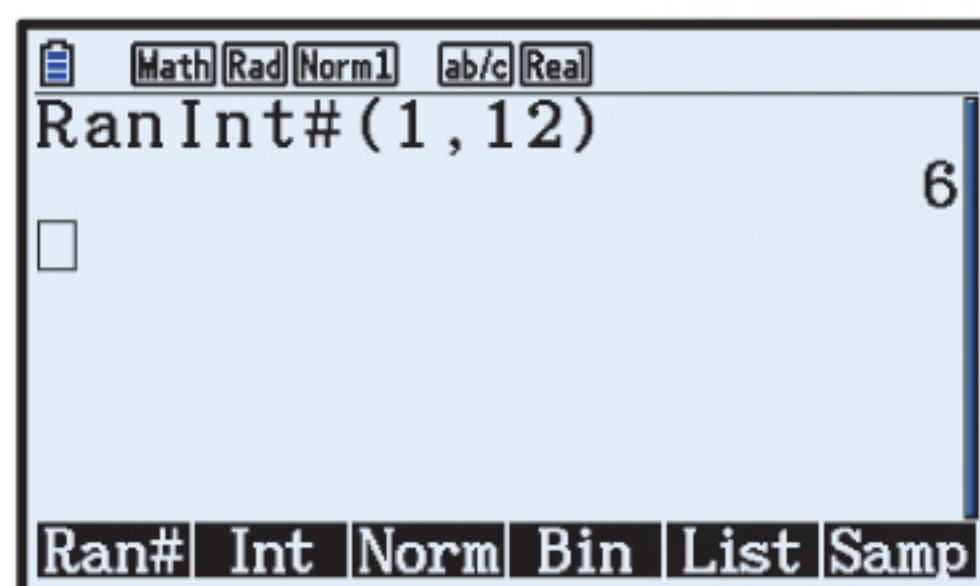 Math Rad Norm1 ab/c Real
RanInt#(1,12)
6
Ran# Int Norm Bin List Samp